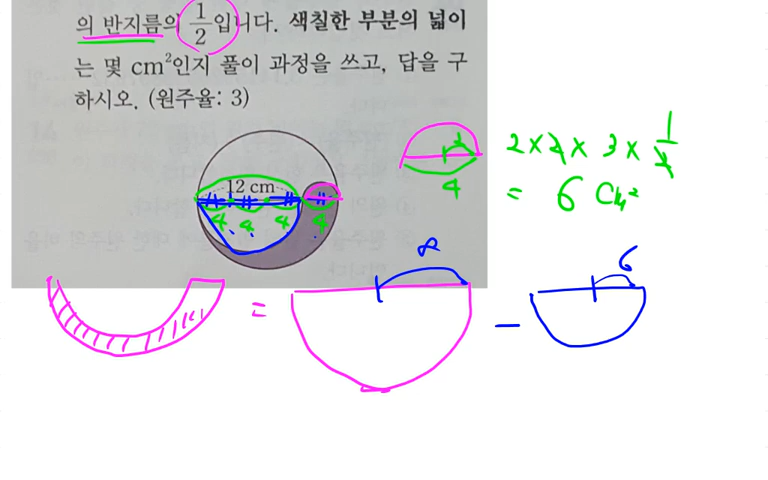 의 반지름의 1/2입니다. 색칠한 부분의 넓이
는 몇 cm²인지 풀이 과정을 쓰고, 답을 구
하시오. (원주율: 3)
12 cm
4 4 4 4
2
4
2×2×3×1/2
= 6 cm²
=
8
−
6